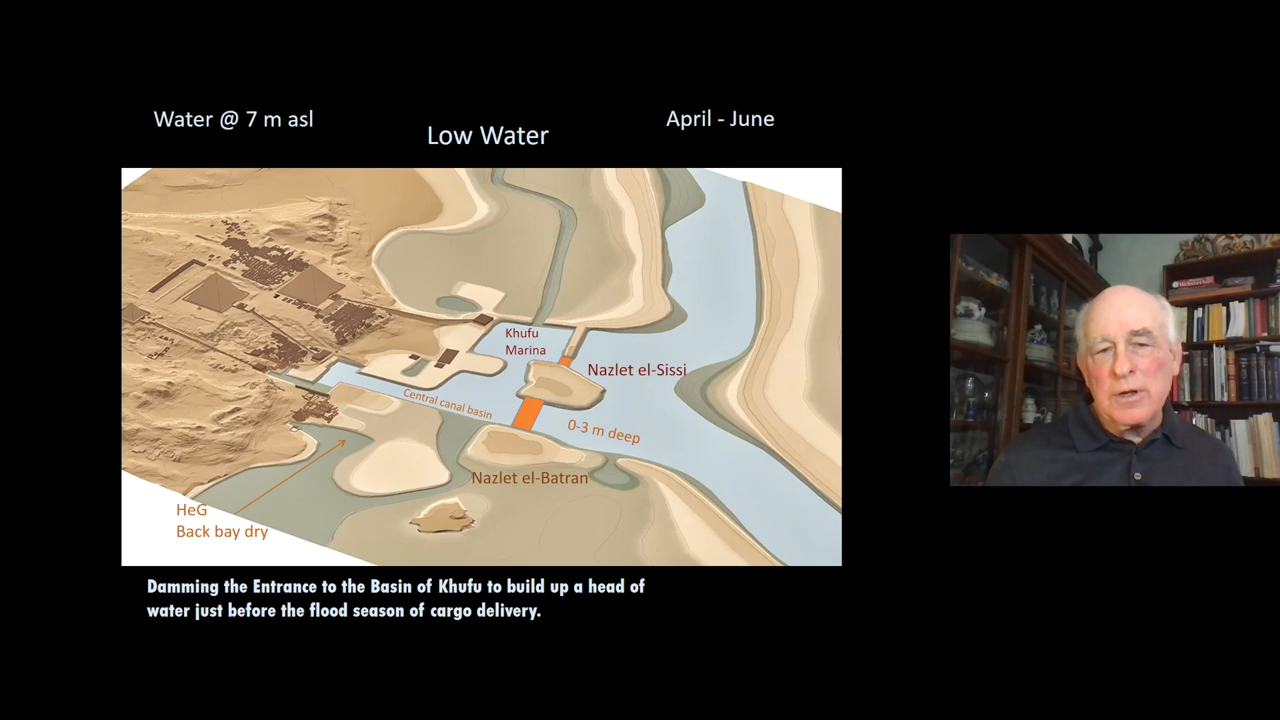 Water @ 7 m asl
Low Water
April - June
Khufu
Marina
Nazlet el-Sissi
Central canal basin
0-3 m deep
Nazlet el-Batran
HeG
Back bay dry
Damming the Entrance to the Basin of Khufu to build up a head of
water just before the flood season of cargo delivery.